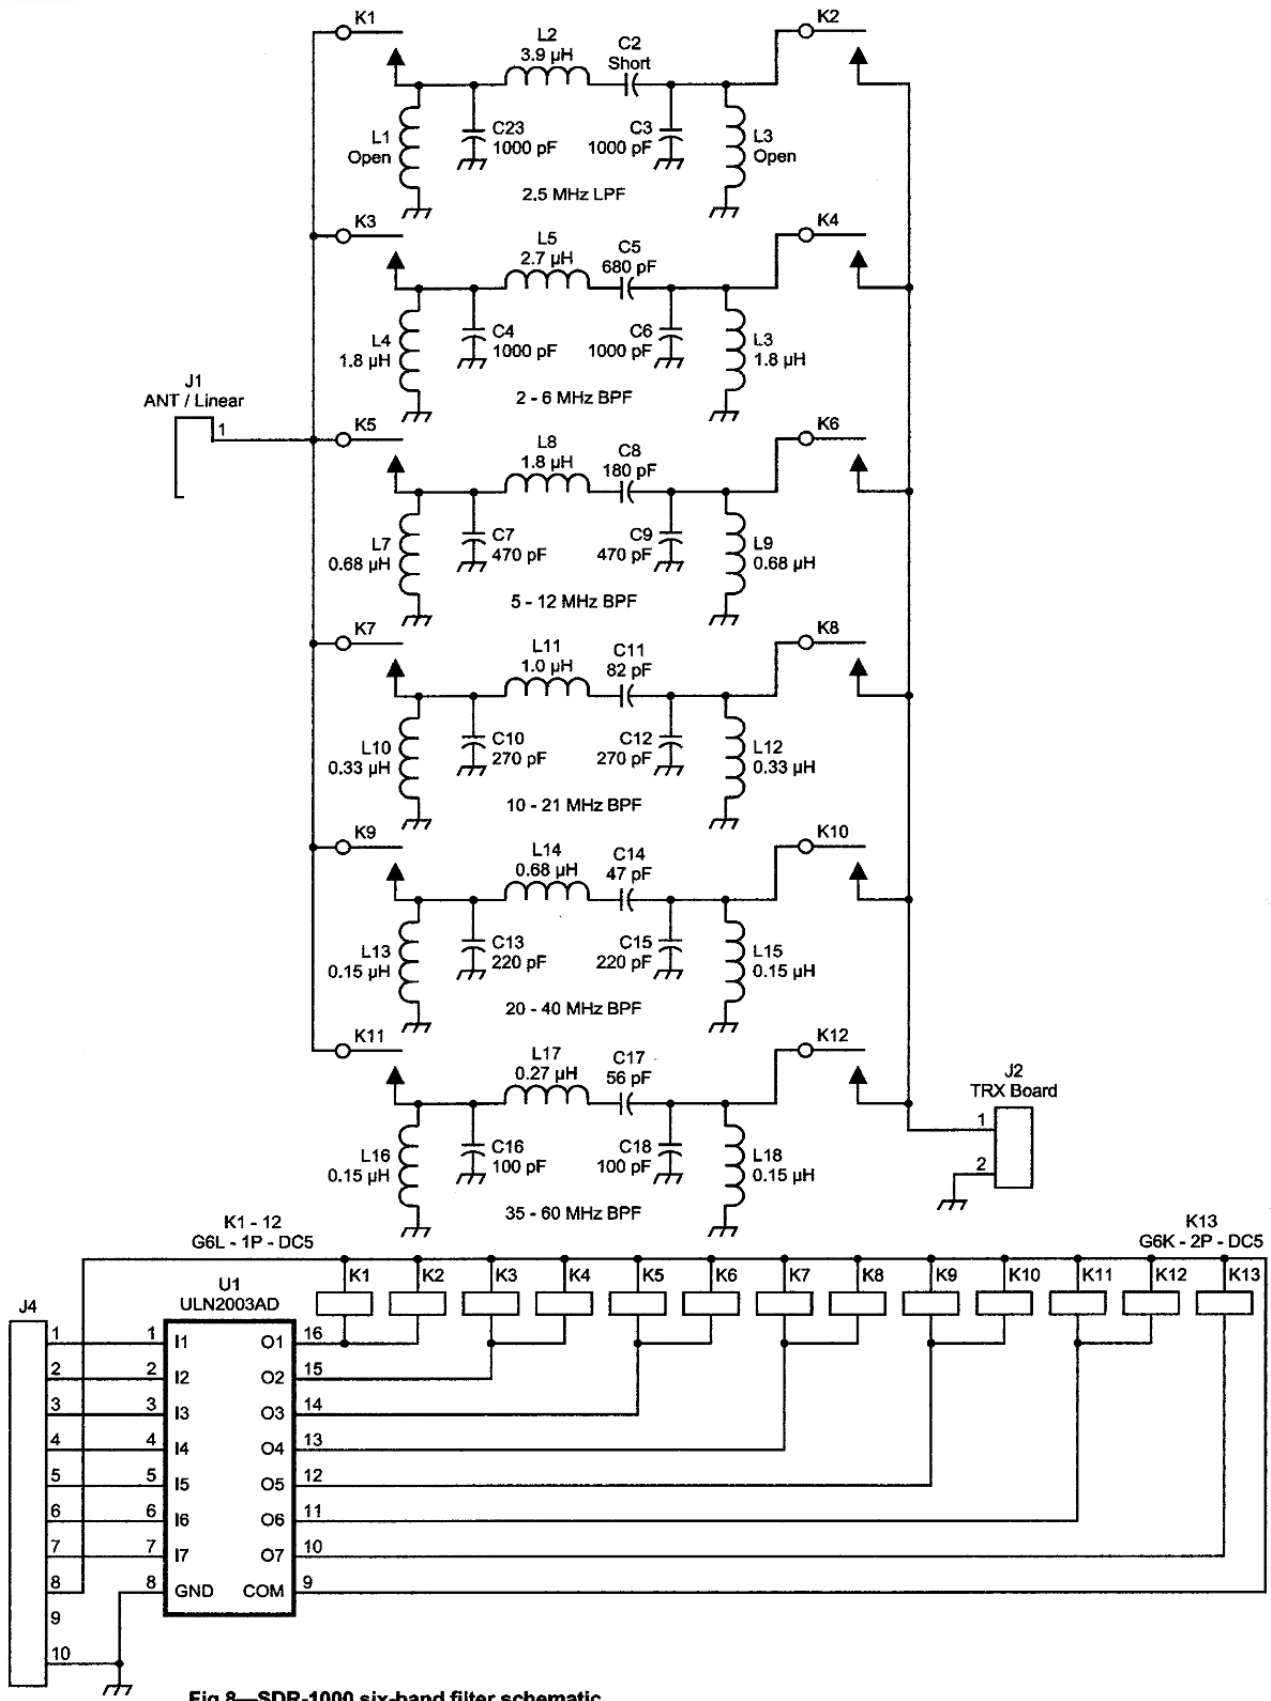 K1
K2
L2
3.9 µH
C2
Short
L1
Open
C23
1000 pF
C3
1000 pF
L3
Open
2.5 MHz LPF
K3
K4
L5
2.7 µH
C5
680 pF
L4
1.8 µH
C4
1000 pF
C6
1000 pF
L3
1.8 µH
2 - 6 MHz BPF
J1
ANT / Linear
1
K5
K6
L8
1.8 µH
C8
180 pF
L7
0.68 µH
C7
470 pF
C9
470 pF
L9
0.68 µH
5 - 12 MHz BPF
K7
K8
L11
1.0 µH
C11
82 pF
L10
0.33 µH
C10
270 pF
C12
270 pF
L12
0.33 µH
10 - 21 MHz BPF
K9
K10
L14
0.68 µH
C14
47 pF
L13
0.15 µH
C13
220 pF
C15
220 pF
L15
0.15 µH
20 - 40 MHz BPF
K11
K12
L17
0.27 µH
C17
56 pF
L16
0.15 µH
C16
100 pF
C18
100 pF
L18
0.15 µH
35 - 60 MHz BPF
J2
TRX Board
1
2
K1 - 12
G6L - 1P - DC5
K13
G6K - 2P - DC5
K1 K2 K3 K4 K5 K6 K7 K8 K9 K10 K11 K12 K13
U1
ULN2003AD
J4
1 1 I1 O1 16
2 2 I2 O2 15
3 3 I3 O3 14
4 4 I4 O4 13
5 5 I5 O5 12
6 6 I6 O6 11
7 7 I7 O7 10
8 8 GND COM 9
9
10
Fig 8—SDR-1000 six-band filter schematic